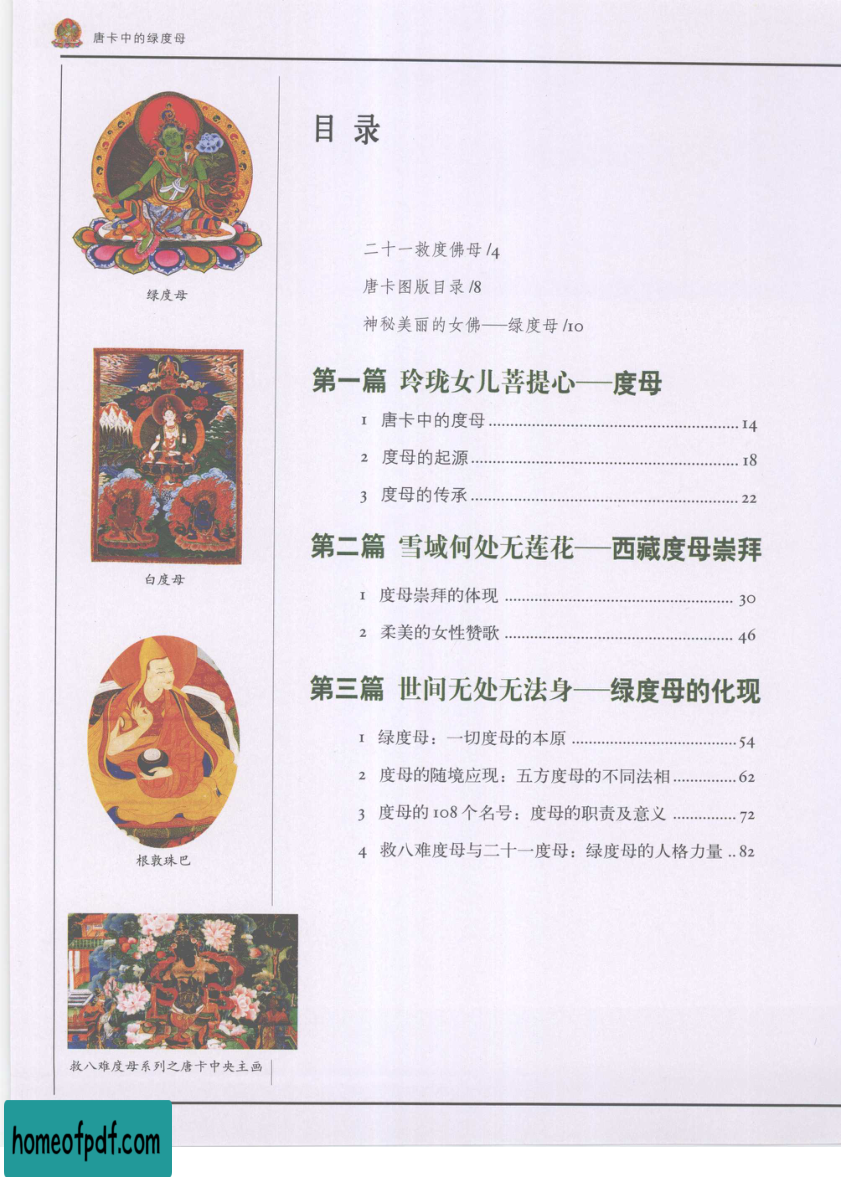 唐卡中的绿度母
目录
二十一救度佛母 /4
唐卡图版目录 /8
神秘美丽的女佛——绿度母 /10
第一篇 玲珑女儿菩提心——度母
1 唐卡中的度母 14
2 度母的起源 18
3 度母的传承 22
第二篇 雪域何处无莲花——西藏度母崇拜
1 度母崇拜的体现 30
2 柔美的女性赞歌 46
第三篇 世间无处无法身——绿度母的化现
1 绿度母：一切度母的本原 54
2 度母的随境应现：五方度母的不同法相 62
3 度母的 108 个名号：度母的职责及意义 72
4 救八难度母与二十一度母：绿度母的人格力量 82
绿度母
白度母
根敦珠巴
救八难度母系列之唐卡中央主画
homeofpdf.com